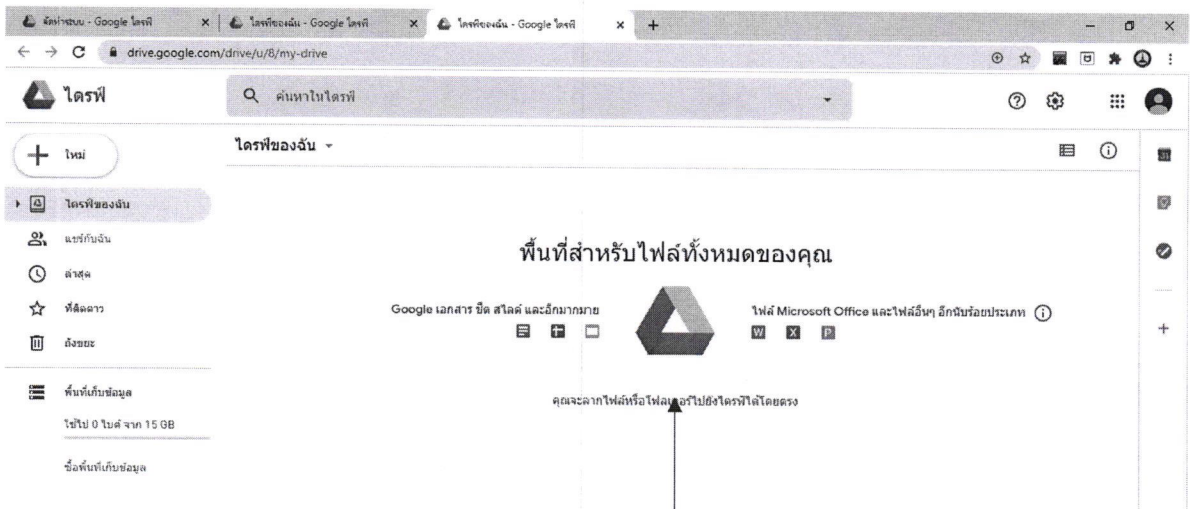 จัดทำระบบ - Google ไดรฟ์
ไดรฟ์ของฉัน - Google ไดรฟ์
ไดรฟ์ของฉัน - Google ไดรฟ์
drive.google.com/drive/u/8/my-drive
ไดรฟ์
ค้นหาในไดรฟ์
ใหม่
ไดรฟ์ของฉัน
31
ไดรฟ์ของฉัน
แชร์กับฉัน
ล่าสุด
ที่ติดดาว
ถังขยะ
พื้นที่สำหรับไฟล์ทั้งหมดของคุณ
Google เอกสาร ชีต สไลด์ และอีกมากมาย
ไฟล์ Microsoft Office และไฟล์อื่นๆ อีกนับร้อยประเภท
W X P
พื้นที่เก็บข้อมูล
คุณจะลากไฟล์หรือโฟลเดอร์ไปยังไดรฟ์ได้โดยตรง
ใช้ไป 0 ไบต์ จาก 15 GB
ซื้อพื้นที่เก็บข้อมูล